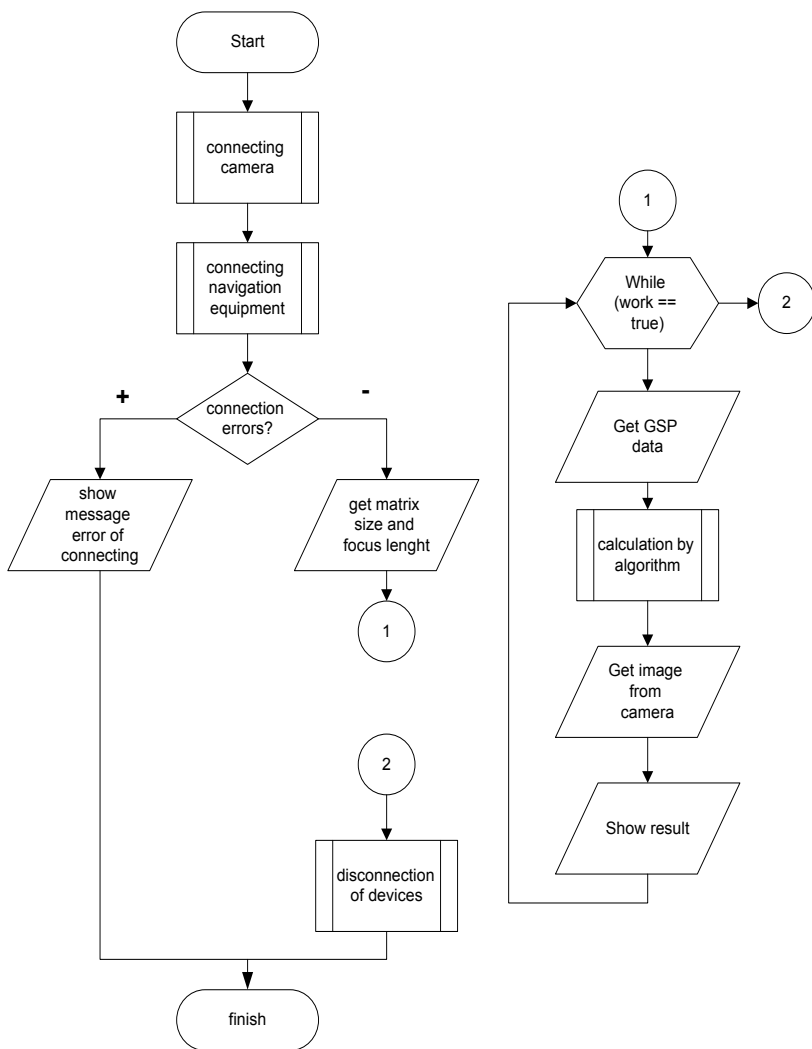 Start
connecting
camera
connecting
navigation
equipment
connection
errors?
+
-
show
message
error of
connecting
get matrix
size and
focus lenght
1
2
disconnection
of devices
finish
1
While
(work ==
true)
2
Get GSP
data
calculation by
algorithm
Get image
from
camera
Show result